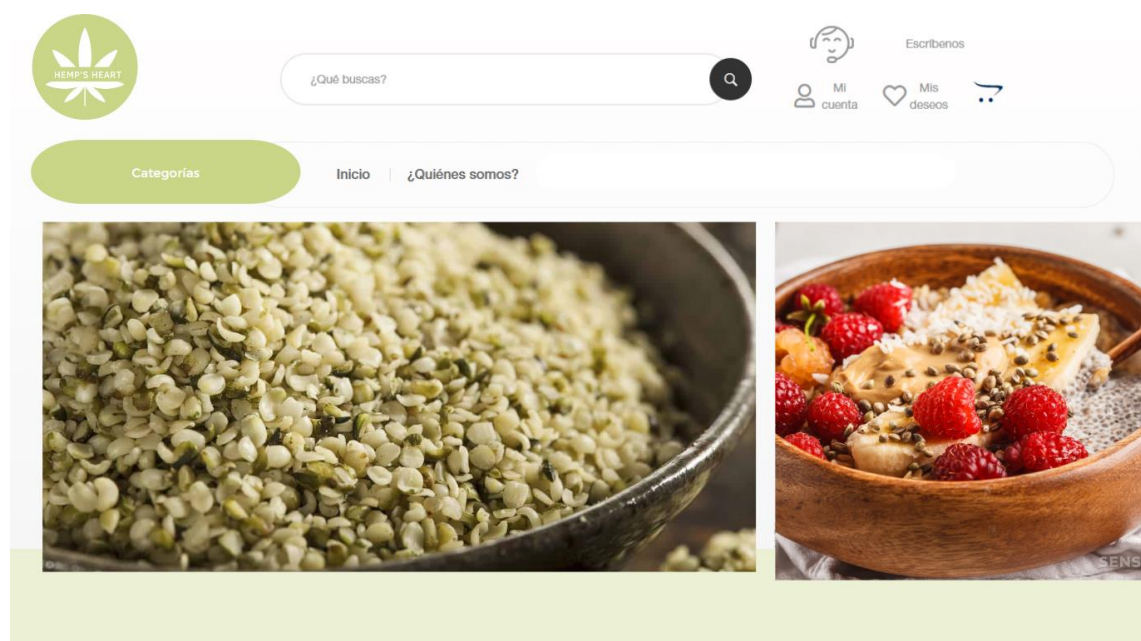 HEMP'S HEART
¿Qué buscas?
Escríbenos
Mi
cuenta
Mis
deseos
Categorías
Inicio
¿Quiénes somos?
SENS